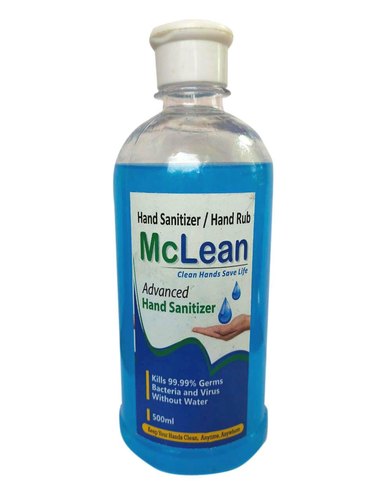 Hand Sanitizer / Hand Rub
McLean
Clean Hands Save Life
Advanced
Hand Sanitizer
Kills 99.99% Germs
Bacteria and Virus
Without Water
500ml
Keep Your Hands Clean, Anytime, Anywhere